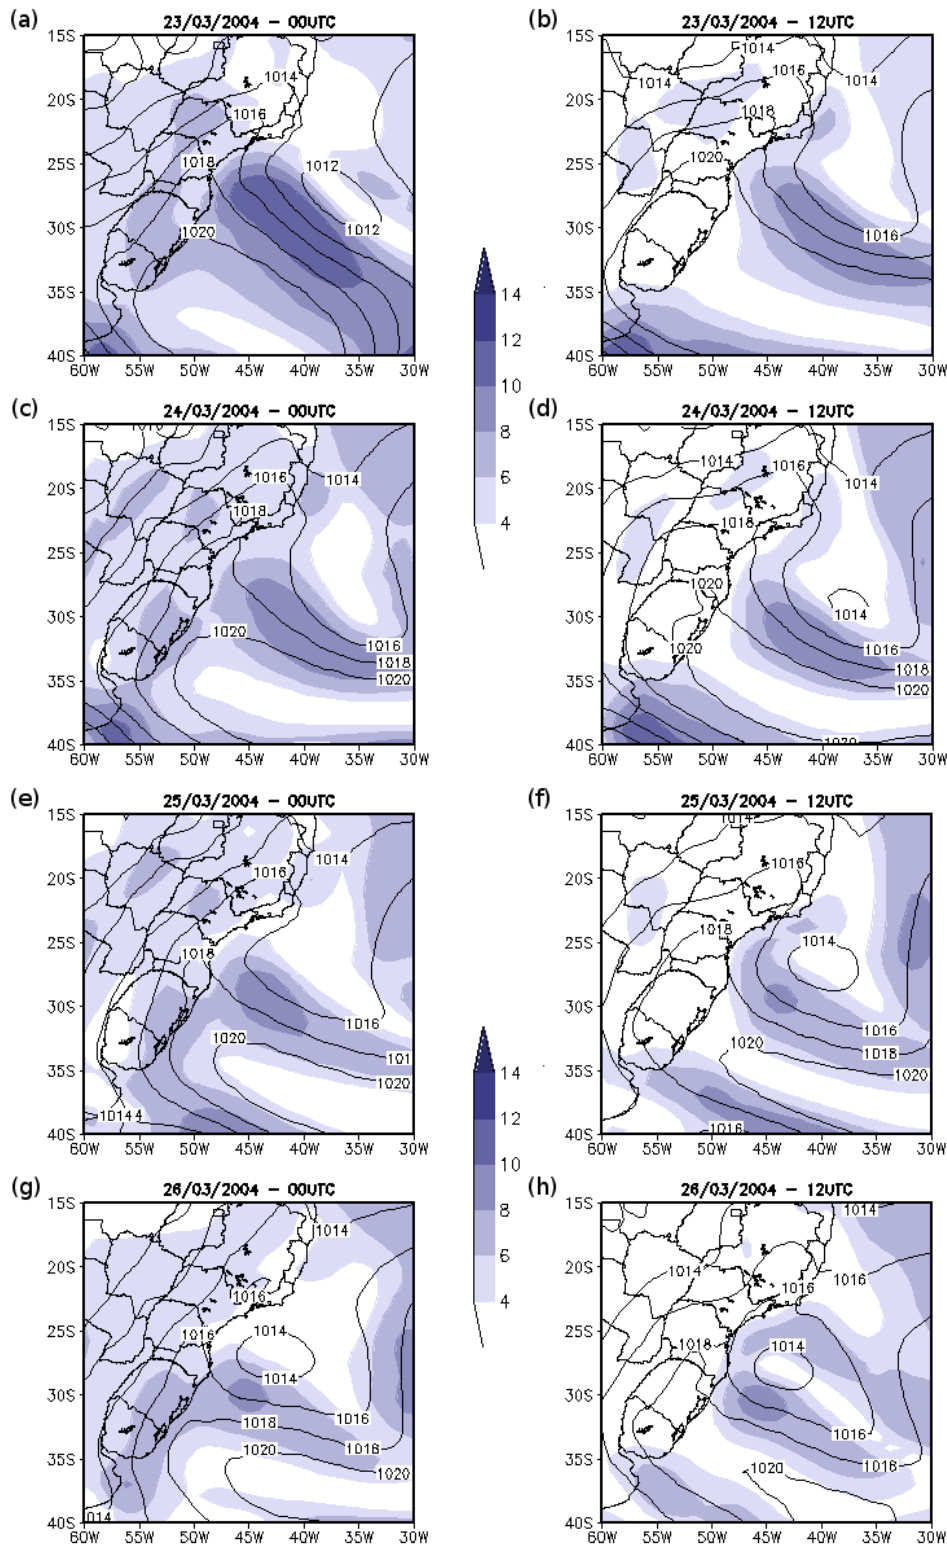 (a) 23/03/2004 – 00UTC
15S
1014
20S
1016
25S
1018
1012
30S
1020
1012
35S
40S
60W 55W 50W 45W 40W 35W 30W
(b) 23/03/2004 – 12UTC
15S
1014
1014
1016
1014
20S
1018
25S
1020
30S
1016
35S
40S
60W 55W 50W 45W 40W 35W 30W
14
12
10
8
6
4
(c) 24/03/2004 – 00UTC
15S
1016
1014
20S
1018
25S
30S
1020
1016
1018
35S
1020
40S
60W 55W 50W 45W 40W 35W 30W
(d) 24/03/2004 – 12UTC
15S
1014
1016
1014
20S
1018
25S
1020
30S
1014
1020
1016
1018
35S
1020
1020
40S
60W 55W 50W 45W 40W 35W 30W
(e) 25/03/2004 – 00UTC
15S
1014
1016
20S
25S
1018
30S
1016
1020
101
35S
1020
10144
40S
60W 55W 50W 45W 40W 35W 30W
(f) 25/03/2004 – 12UTC
15S
1014
1016
20S
25S
1018
1014
30S
1016
1020
1018
35S
1020
1016
40S
60W 55W 50W 45W 40W 35W 30W
14
12
10
8
6
4
(g) 26/03/2004 – 00UTC
15S
1014
20S
1016
25S
1016
1014
1014
30S
1016
1018
1018
35S
1020
1020
014
40S
60W 55W 50W 45W 40W 35W 30W
(h) 26/03/2004 – 12UTC
15S
1014
20S
1014
1016
1016
25S
1018
1014
30S
1016
35S
1016
1020
40S
60W 55W 50W 45W 40W 35W 30W